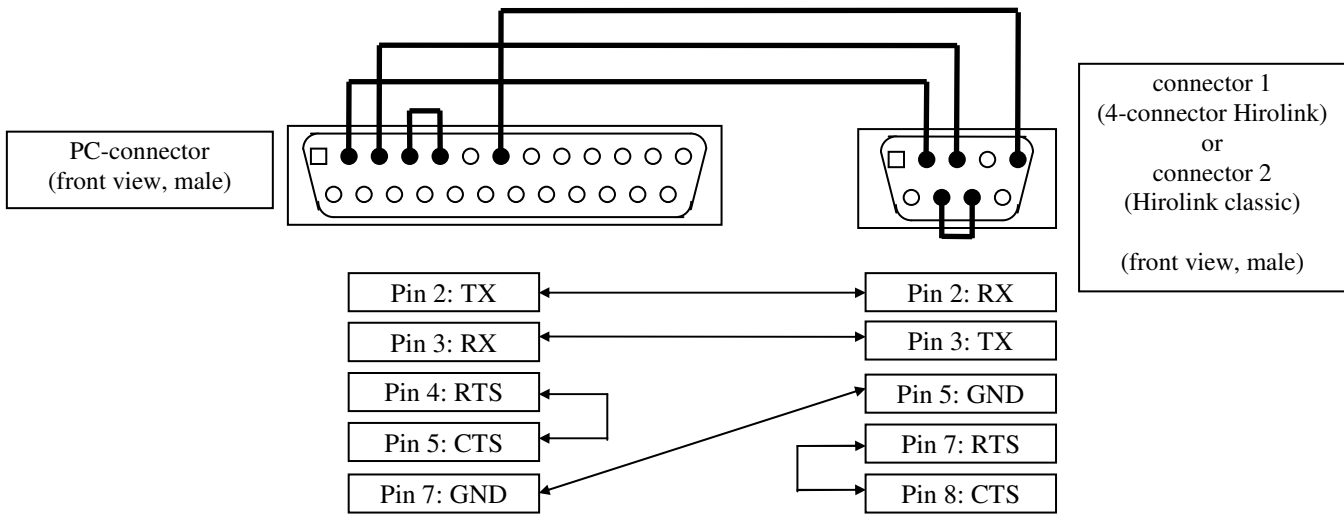 PC-connector
(front view, male)
connector 1
(4-connector Hirolink)
or
connector 2
(Hirolink classic)
(front view, male)
Pin 2: TX
Pin 2: RX
Pin 3: RX
Pin 3: TX
Pin 4: RTS
Pin 5: GND
Pin 5: CTS
Pin 7: RTS
Pin 7: GND
Pin 8: CTS